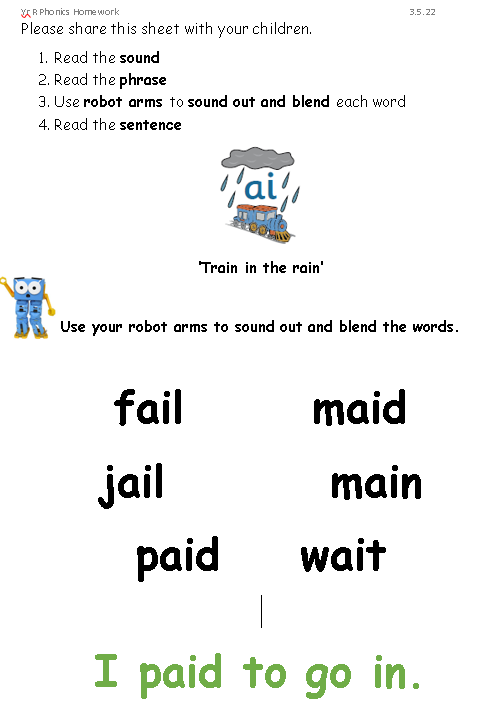 Yr R Phonics Homework 3.5.22
Please share this sheet with your children.
1. Read the sound
2. Read the phrase
3. Use robot arms to sound out and blend each word
4. Read the sentence
ai
'Train in the rain'
Use your robot arms to sound out and blend the words.
fail maid
jail main
paid wait
I paid to go in.